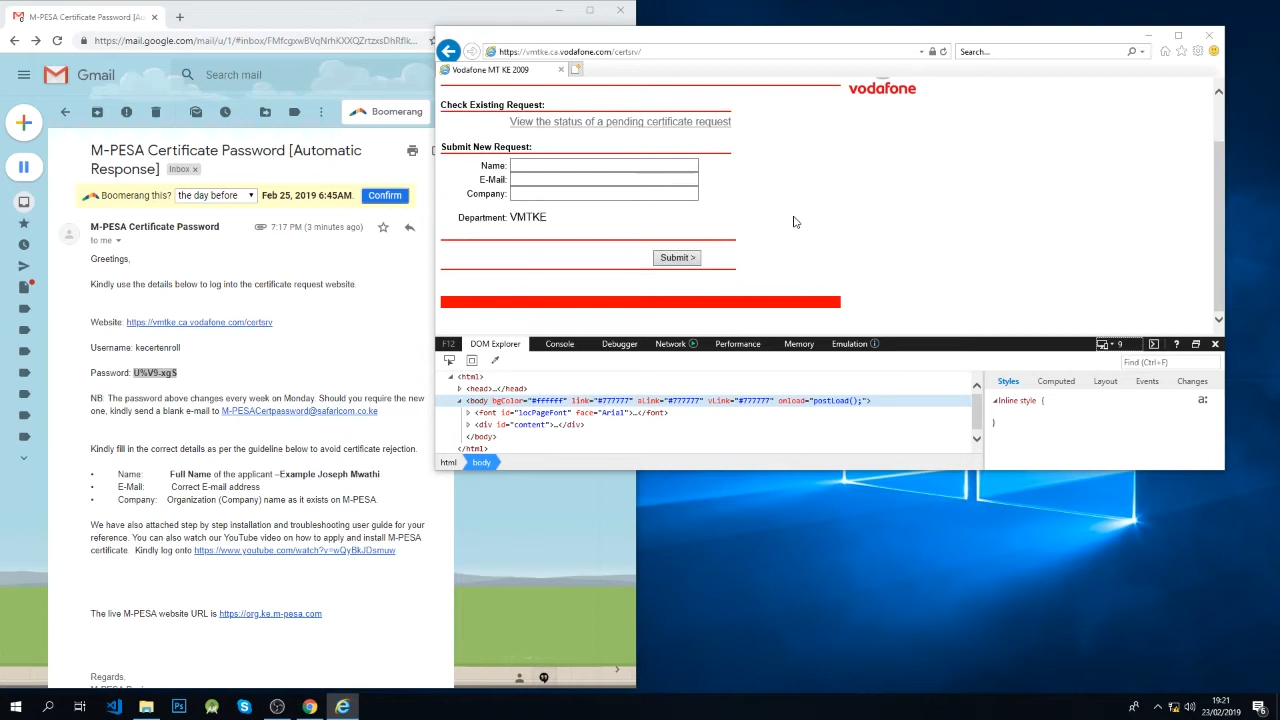 M-PESA Certificate Password [Au
https://mail.google.com/mail/u/1/#inbox/FMfcgxwBVqNrhKXXQZrtzxsDhRflk
Gmail
Search mail
Boomerang
M-PESA Certificate Password [Automatic
Response]
Inbox x
Boomerang this?
the day before
Feb 25, 2019 6:45AM.
Confirm
M-PESA Certificate Password
7:17 PM (3 minutes ago)
to me
Greetings,
Kindly use the details below to log into the certificate request website.
Website: https://vmtke.ca.vodafone.com/certsrv
Username: kecertenroll
Password: U%V9-xgS
NB: The password above changes every week on Monday. Should you require the new
one, kindly send a blank e-mail to M-PESACertpassword@safaricom.co.ke
Kindly fill in the correct details as per the guideline below to avoid certificate rejection.
• Name: Full Name of the applicant –Example Joseph Mwathi
• E-Mail: Correct E-mail address
• Company: Organization (Company) name as it exists on M-PESA.
We have also attached step by step installation and troubleshooting user guide for your
reference. You can also watch our YouTube video on how to apply and install M-PESA
certificate. Kindly log onto https://www.youtube.com/watch?v=wQyBkJDsmuw
The live M-PESA website URL is https://org.ke.m-pesa.com
Regards.
https://vmtke.ca.vodafone.com/certsrv/
Search...
Vodafone MT KE 2009
vodafone
Check Existing Request:
View the status of a pending certificate request
Submit New Request:
Name:
E-Mail:
Company:
Department: VMTKE
Submit >
F12
DOM Explorer
Console
Debugger
Network
Performance
Memory
Emulation
9
?
Find (Ctrl+F)
<html>
<head>…</head>
<body bgColor="#ffffff" link="#777777" aLink="#777777" vLink="#777777" onload="postLoad();">
<font id="locPageFont" face="Arial">…</font>
<div id="content">…</div>
</body>
</html>
html
body
Styles
Computed
Layout
Events
Changes
Inline style {
a:
}
19:21
23/02/2019
6